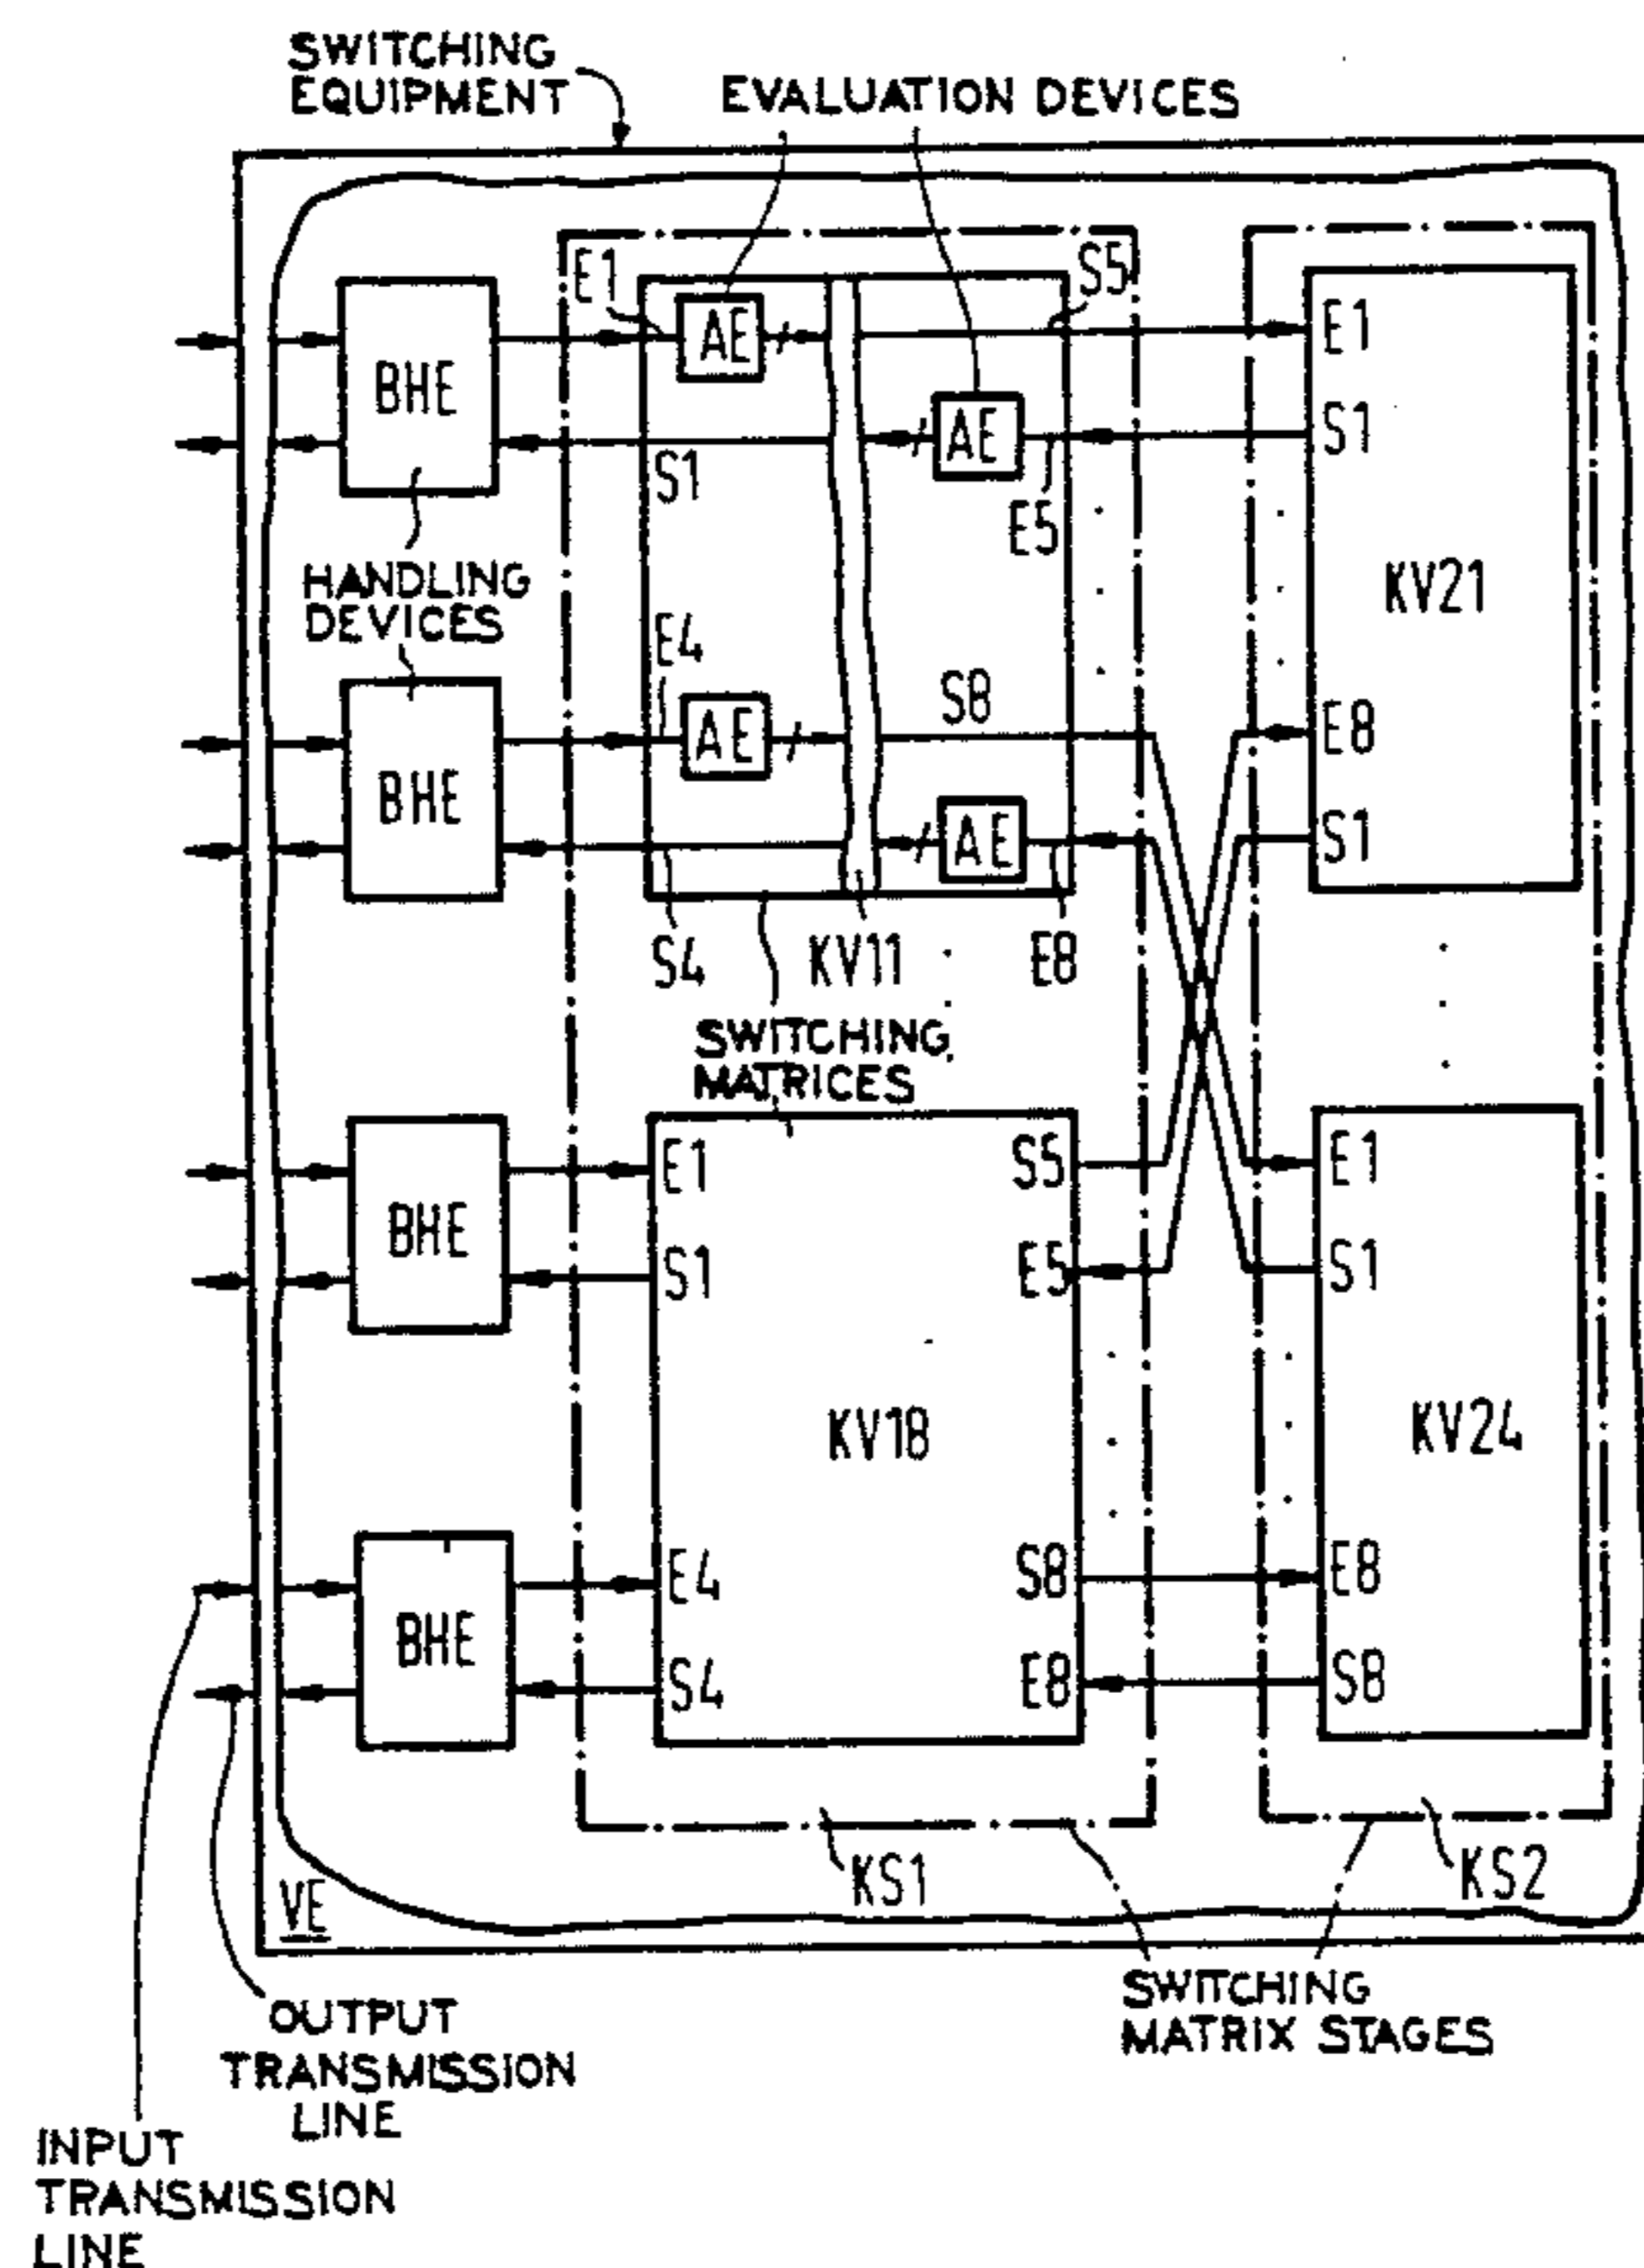 SWITCHING
EQUIPMENT
EVALUATION DEVICES
E1
AE
S5
E1
BHE
S1
AE
S1
E5
HANDLING
DEVICES
KV21
E4
AE
S8
E8
BHE
AE
S1
S4
KV11
E8
SWITCHING
MATRICES
E1
S5
E1
BHE
S1
E5
S1
KV18
KV24
E4
S8
E8
BHE
S4
E8
S8
KS1
KS2
VE
OUTPUT
TRANSMISSION
LINE
SWITCHING
MATRIX STAGES
INPUT
TRANSMISSION
LINE